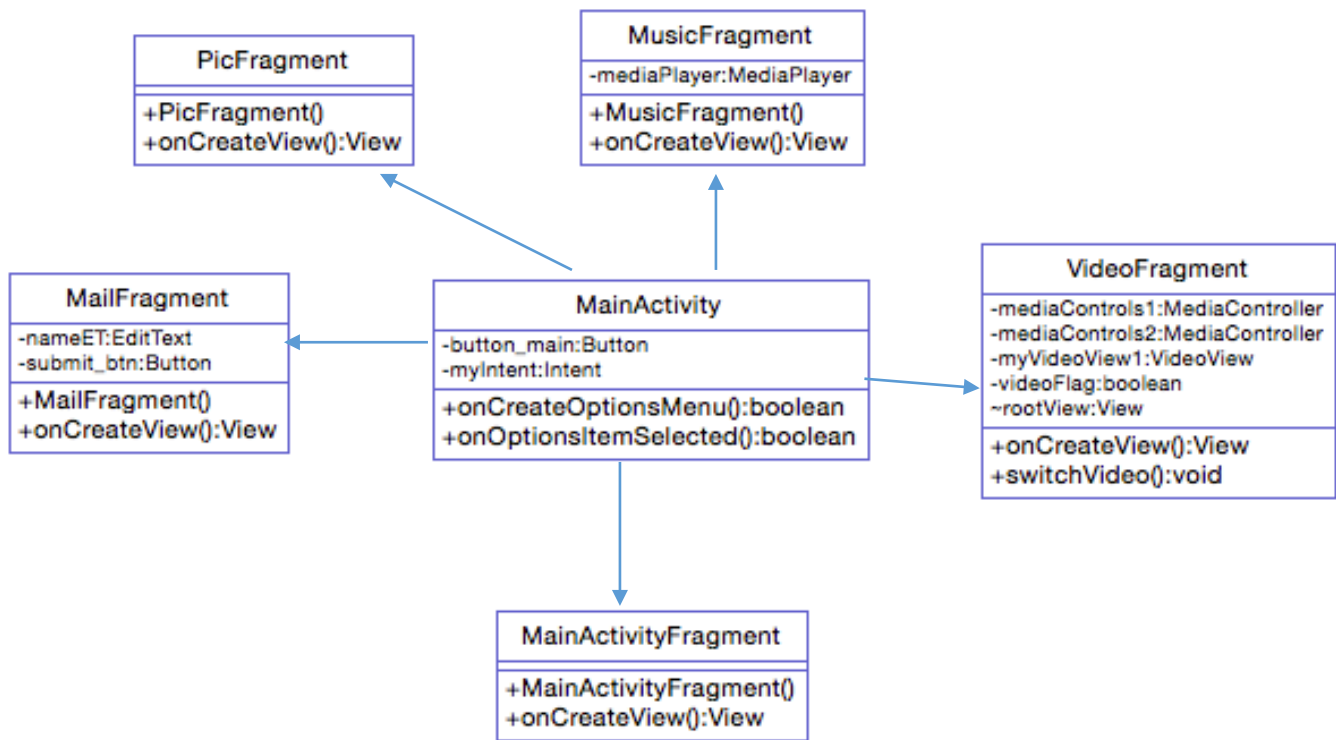 PicFragment
+PicFragment()
+onCreateView():View
MusicFragment
-mediaPlayer:MediaPlayer
+MusicFragment()
+onCreateView():View
MailFragment
-nameET:EditText
-submit_btn:Button
+MailFragment()
+onCreateView():View
MainActivity
-button_main:Button
-myIntent:Intent
+onCreateOptionsMenu():boolean
+onOptionsItemSelected():boolean
VideoFragment
-mediaControls1:MediaController
-mediaControls2:MediaController
-myVideoView1:VideoView
-videoFlag:boolean
~rootView:View
+onCreateView():View
+switchVideo():void
MainActivityFragment
+MainActivityFragment()
+onCreateView():View